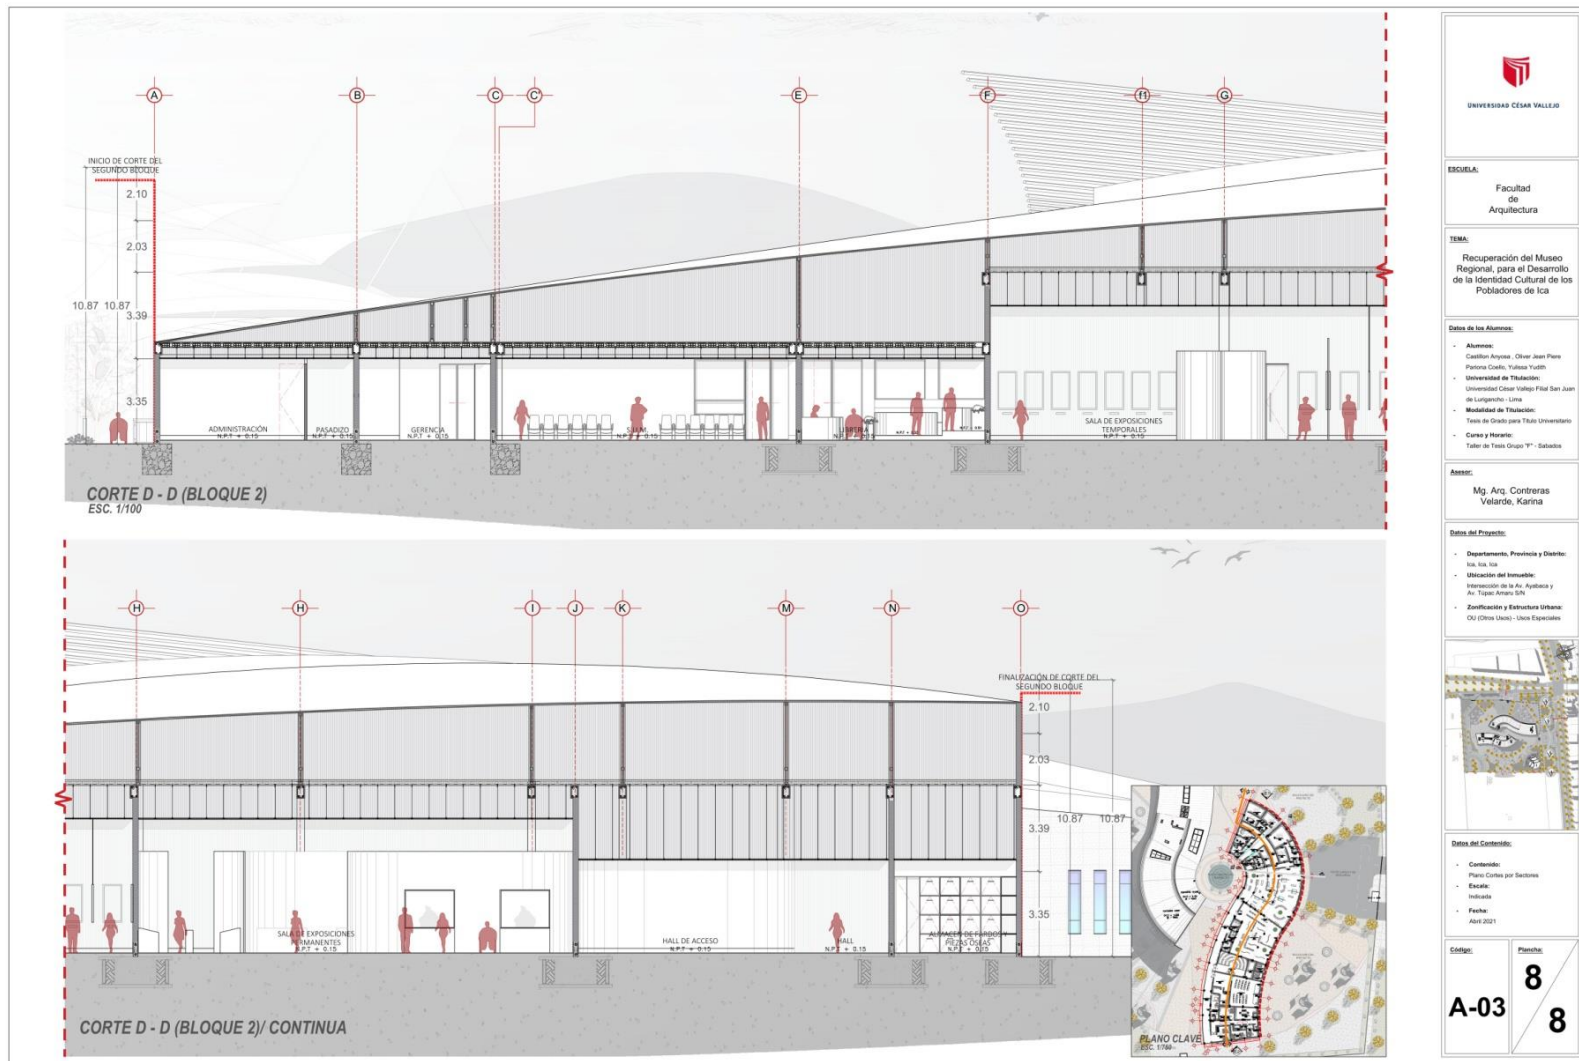 A
B
C
C'
E
F
f1
G
INICIO DE CORTE DEL
SEGUNDO BLOQUE
2.10
2.03
10.87
10.87
3.39
3.35
ADMINISTRACIÓN
N.P.T + 0.15
PASADIZO
N.P.T + 0.15
GERENCIA
N.P.T + 0.15
S.U.M.
N.P.T + 0.15
LIBRERIA
SALA DE EXPOSICIONES
TEMPORALES
N.P.T + 0.15
CORTE D - D (BLOQUE 2)
ESC. 1/100
H
H
I
J
K
M
N
O
FINALIZACIÓN DE CORTE DEL
SEGUNDO BLOQUE
2.10
2.03
10.87
10.87
3.39
3.35
SALA DE EXPOSICIONES
PERMANENTES
N.P.T + 0.15
HALL DE ACCESO
N.P.T + 0.15
HALL
N.P.T + 0.15
ALMACEN DE FARDOS Y
PIEZAS OSEAS
N.P.T + 0.15
CORTE D - D (BLOQUE 2)/ CONTINUA
PLANO CLAVE
ESC. 1/750
UNIVERSIDAD CÉSAR VALLEJO
ESCUELA:
Facultad
de
Arquitectura
TEMA:
Recuperación del Museo
Regional, para el Desarrollo
de la Identidad Cultural de los
Pobladores de Ica
Datos de los Alumnos:
- Alumnos:
Castillon Anyosa , Oliver Jean Piere
Pariona Coello, Yulissa Yudith
- Universidad de Titulación:
Universidad César Vallejo Filial San Juan
de Lurigancho - Lima
- Modalidad de Titulación:
Tesis de Grado para Título Universitario
- Curso y Horario:
Taller de Tesis Grupo "F" - Sabados
Asesor:
Mg. Arq. Contreras
Velarde, Karina
Datos del Proyecto:
- Departamento, Provincia y Distrito:
Ica, Ica, Ica
- Ubicación del Inmueble:
Intersección de la Av. Ayabaca y
Av. Túpac Amaru S/N
- Zonificación y Estructura Urbana:
OU (Otros Usos) - Usos Especiales
Datos del Contenido:
- Contenido:
Plano Cortes por Sectores
- Escala:
Indicada
- Fecha:
Abril 2021
Código:
A-03
Plancha:
8
8